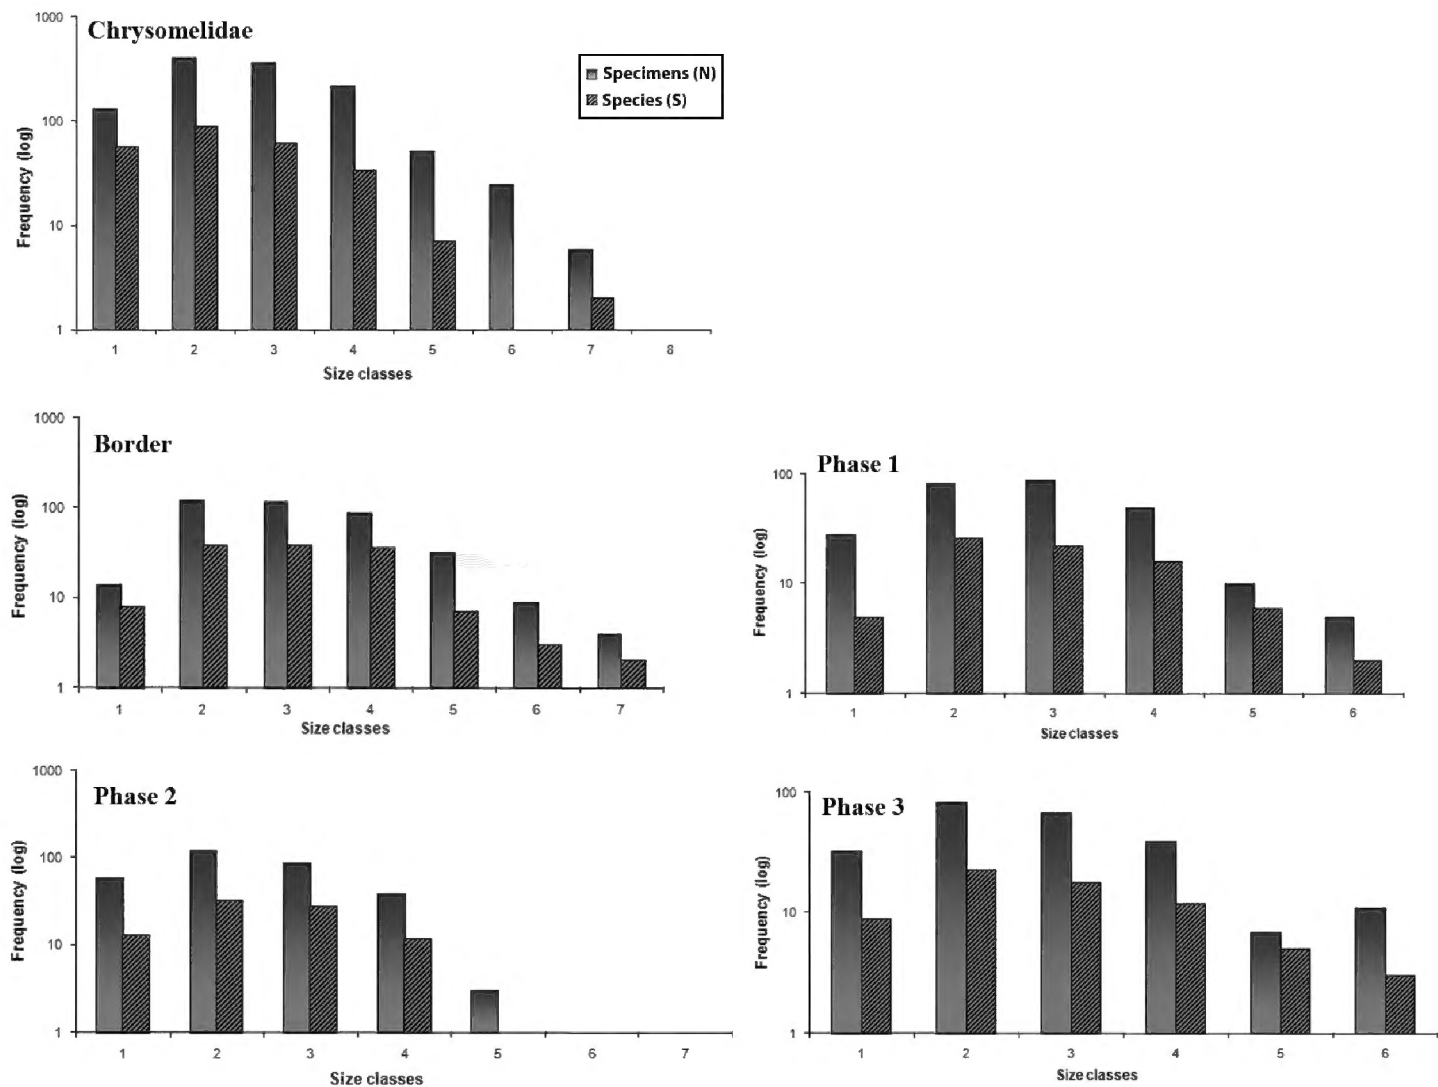 Chrysomelidae
1000
100
10
1
Frequency (log)
Specimens (N)
Species (S)
1 2 3 4 5 6 7 8
Size classes
Border
1000
100
10
1
Frequency (log)
1 2 3 4 5 6 7
Size classes
Phase 1
100
10
1
Frequency (log)
1 2 3 4 5 6
Size classes
Phase 2
1000
100
10
1
Frequency (log)
1 2 3 4 5 6 7
Size classes
Phase 3
100
10
1
Frequency (log)
1 2 3 4 5 6
Size classes